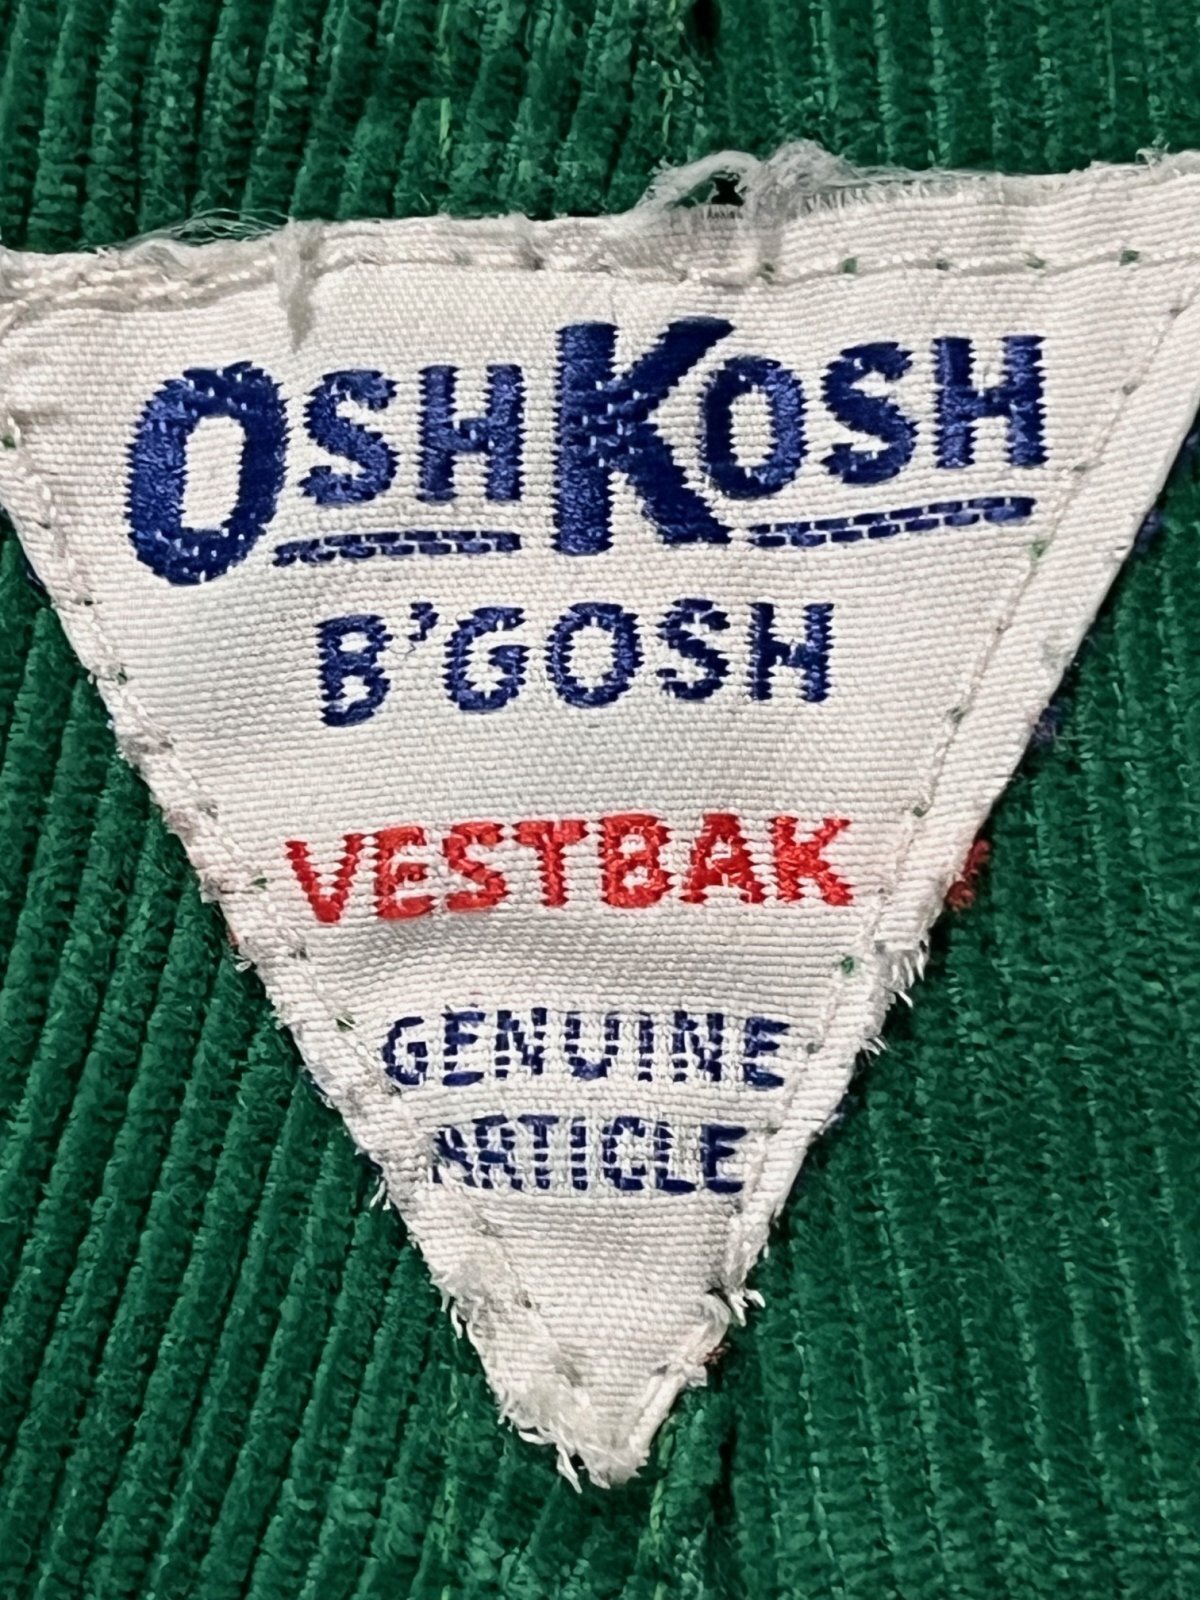 OSHKOSH
B'GOSH
VESTBAK
GENUINE
ARTICLE